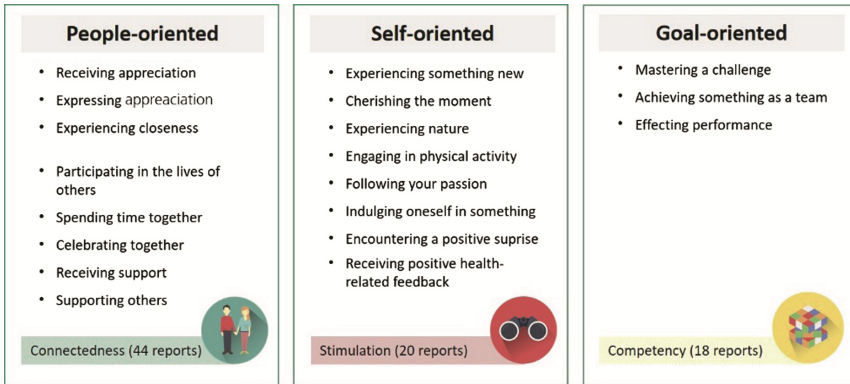 People-oriented
• Receiving appreciation
• Expressing appreaciation
• Experiencing closeness
• Participating in the lives of
others
• Spending time together
• Celebrating together
• Receiving support
• Supporting others
Connectedness (44 reports)
Self-oriented
• Experiencing something new
• Cherishing the moment
• Experiencing nature
• Engaging in physical activity
• Following your passion
• Indulging oneself in something
• Encountering a positive suprise
• Receiving positive health-
related feedback
Stimulation (20 reports)
Goal-oriented
• Mastering a challenge
• Achieving something as a team
• Effecting performance
Competency (18 reports)